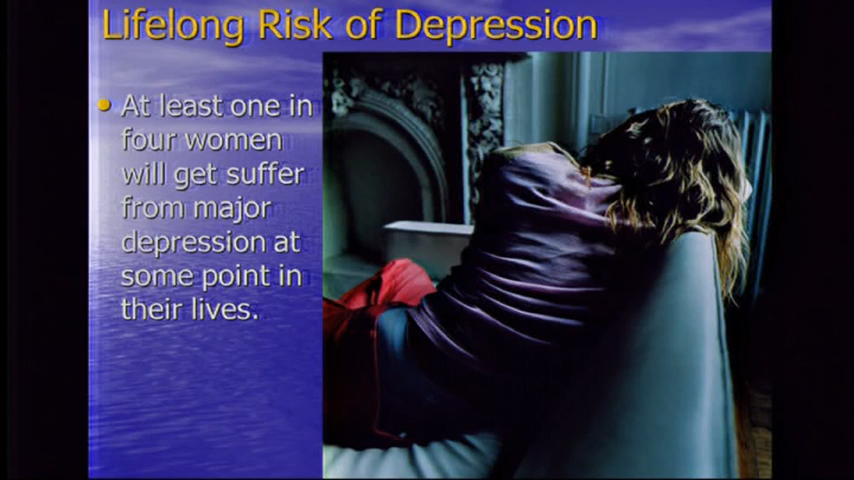 Lifelong Risk of Depression
• At least one in
four women
will get suffer
from major
depression at
some point in
their lives.